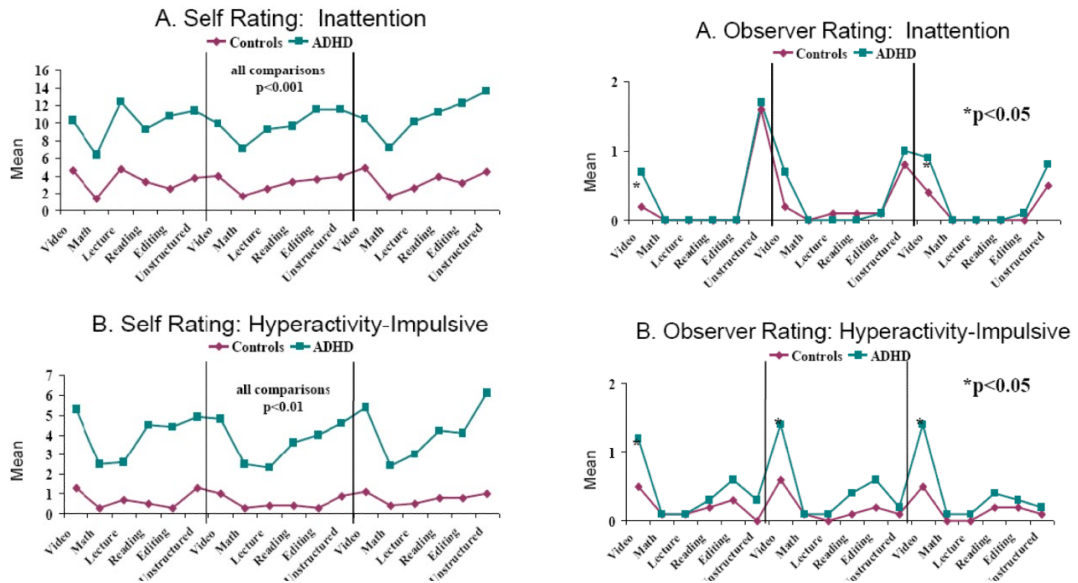 A. Self Rating: Inattention
Controls ADHD
all comparisons
p<0.001
16
14
12
10
8
6
4
2
0
Mean
Video
Math
Lecture
Reading
Editing
Unstructured
Video
Math
Lecture
Reading
Editing
Unstructured
Video
Math
Lecture
Reading
Editing
Unstructured
A. Observer Rating: Inattention
Controls ADHD
*p<0.05
2
1
0
Mean
*
*
Video
Math
Lecture
Reading
Editing
Unstructured
Video
Math
Lecture
Reading
Editing
Unstructured
Video
Math
Lecture
Reading
Editing
Unstructured
B. Self Rating: Hyperactivity-Impulsive
Controls ADHD
all comparisons
p<0.01
7
6
5
4
3
2
1
0
Mean
Video
Math
Lecture
Reading
Editing
Unstructured
Video
Math
Lecture
Reading
Editing
Unstructured
Video
Math
Lecture
Reading
Editing
Unstructured
B. Observer Rating: Hyperactivity-Impulsive
Controls ADHD
*p<0.05
2
1
0
Mean
*
*
*
Video
Math
Lecture
Reading
Editing
Unstructured
Video
Math
Lecture
Reading
Editing
Unstructured
Video
Math
Lecture
Reading
Editing
Unstructured